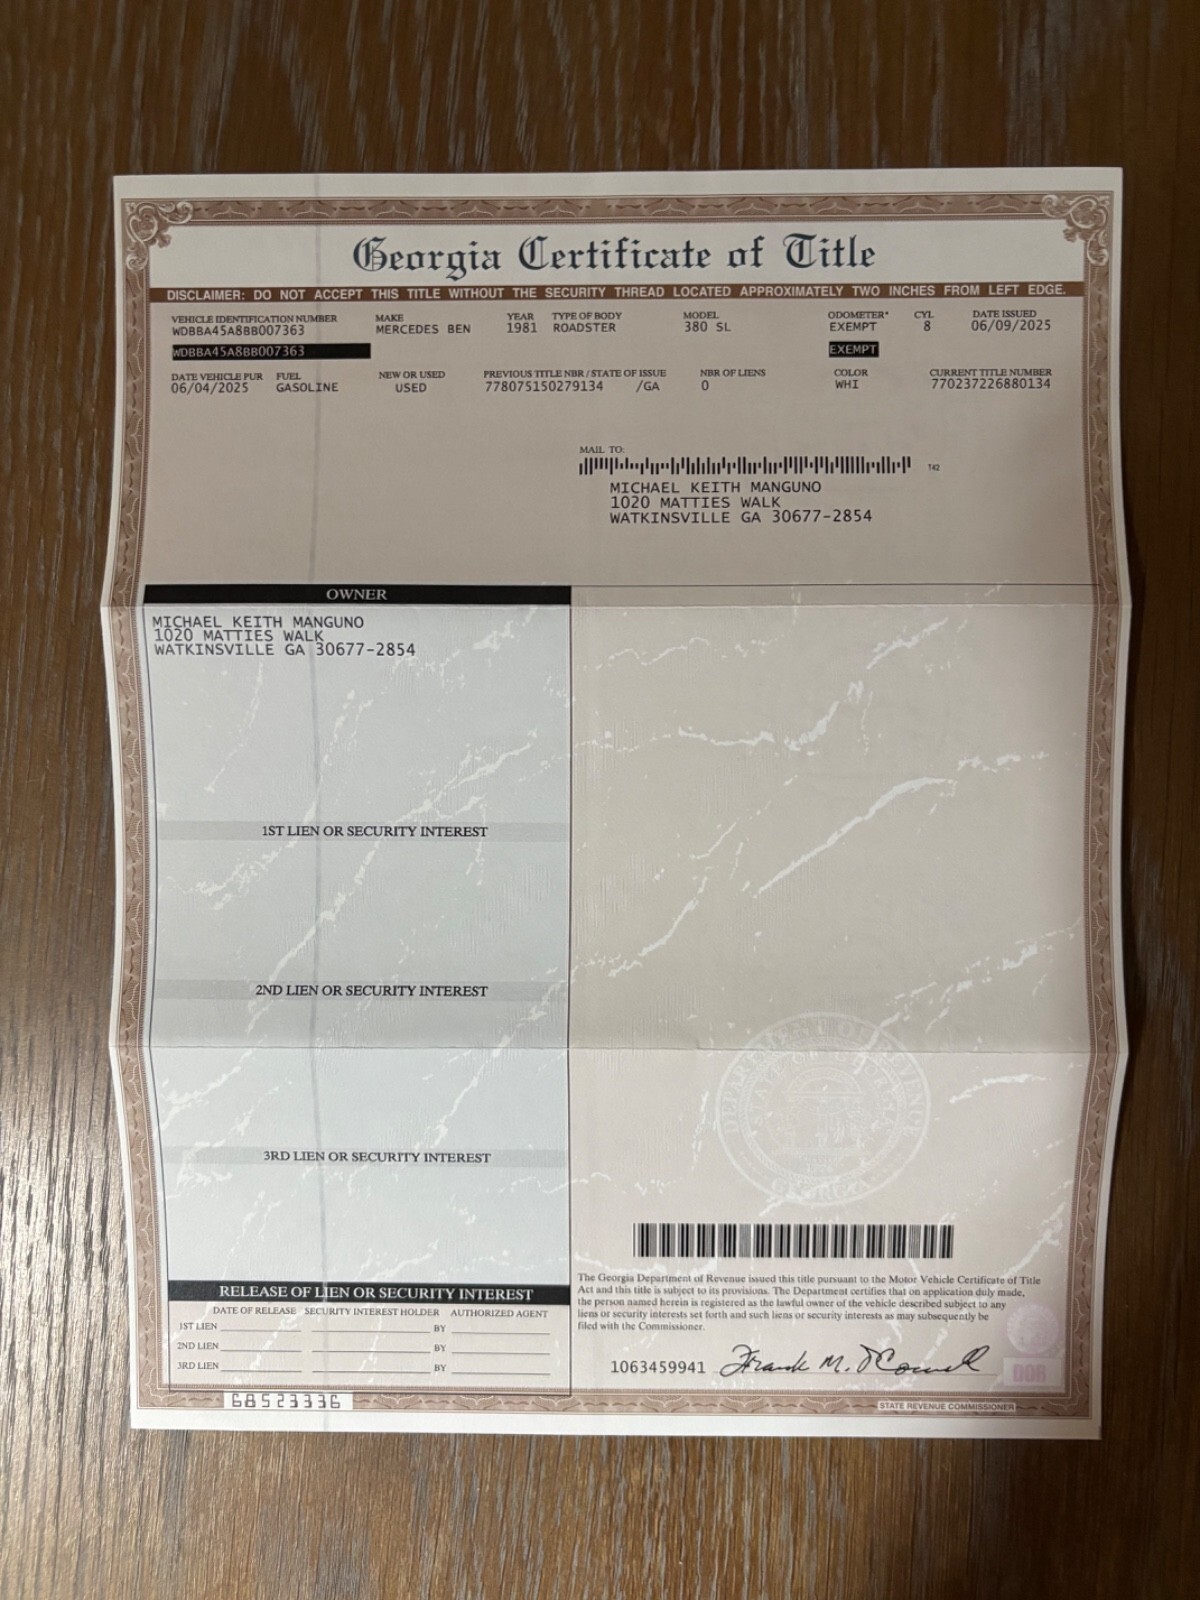 Georgia Certificate of Title
DISCLAIMER: DO NOT ACCEPT THIS TITLE WITHOUT THE SECURITY THREAD LOCATED APPROXIMATELY TWO INCHES FROM LEFT EDGE.
VEHICLE IDENTIFICATION NUMBER MAKE YEAR TYPE OF BODY MODEL ODOMETER* CYL DATE ISSUED
WDBBA45A8BB007363 MERCEDES BEN 1981 ROADSTER 380 SL EXEMPT 8 06/09/2025
WDBBA45A8BB007363 EXEMPT
DATE VEHICLE PUR FUEL NEW OR USED PREVIOUS TITLE NBR / STATE OF ISSUE NBR OF LIENS COLOR CURRENT TITLE NUMBER
06/04/2025 GASOLINE USED 778075150279134 /GA 0 WHI 770237226880134
MAIL TO:
T42
MICHAEL KEITH MANGUNO
1020 MATTIES WALK
WATKINSVILLE GA 30677-2854
OWNER
MICHAEL KEITH MANGUNO
1020 MATTIES WALK
WATKINSVILLE GA 30677-2854
1ST LIEN OR SECURITY INTEREST
2ND LIEN OR SECURITY INTEREST
3RD LIEN OR SECURITY INTEREST
DEPARTMENT OF REVENUE
STATE OF GEORGIA
GEORGIA
RELEASE OF LIEN OR SECURITY INTEREST
DATE OF RELEASE SECURITY INTEREST HOLDER AUTHORIZED AGENT
1ST LIEN BY
2ND LIEN BY
3RD LIEN BY
68523336
The Georgia Department of Revenue issued this title pursuant to the Motor Vehicle Certificate of Title
Act and this title is subject to its provisions. The Department certifies that on application duly made,
the person named herein is registered as the lawful owner of the vehicle described subject to any
liens or security interests set forth and such liens or security interests as may subsequently be
filed with the Commissioner.
1063459941 Frank M. O'Connell
DOR
STATE REVENUE COMMISSIONER